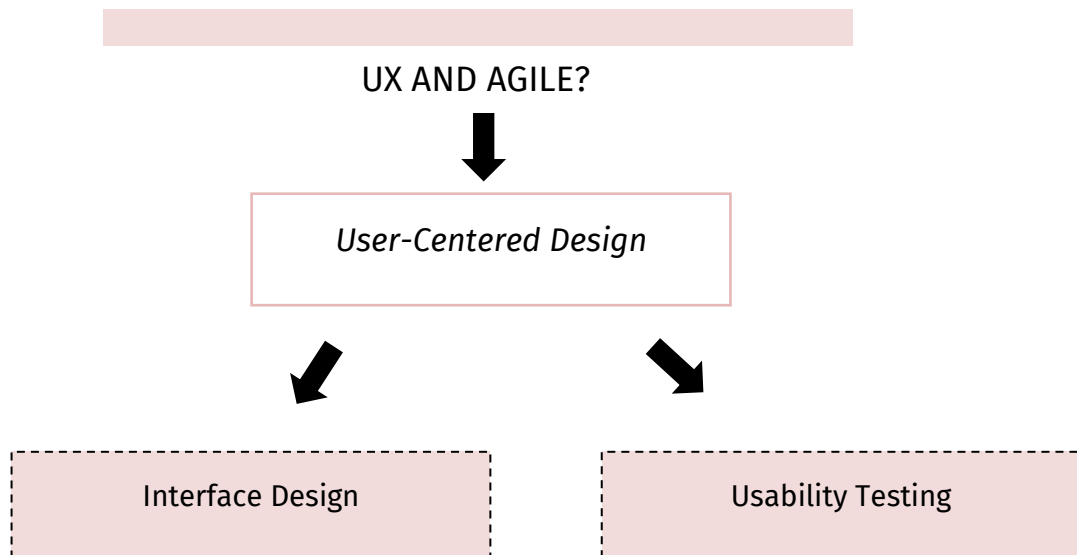 UX AND AGILE?
User-Centered Design
Interface Design
Usability Testing